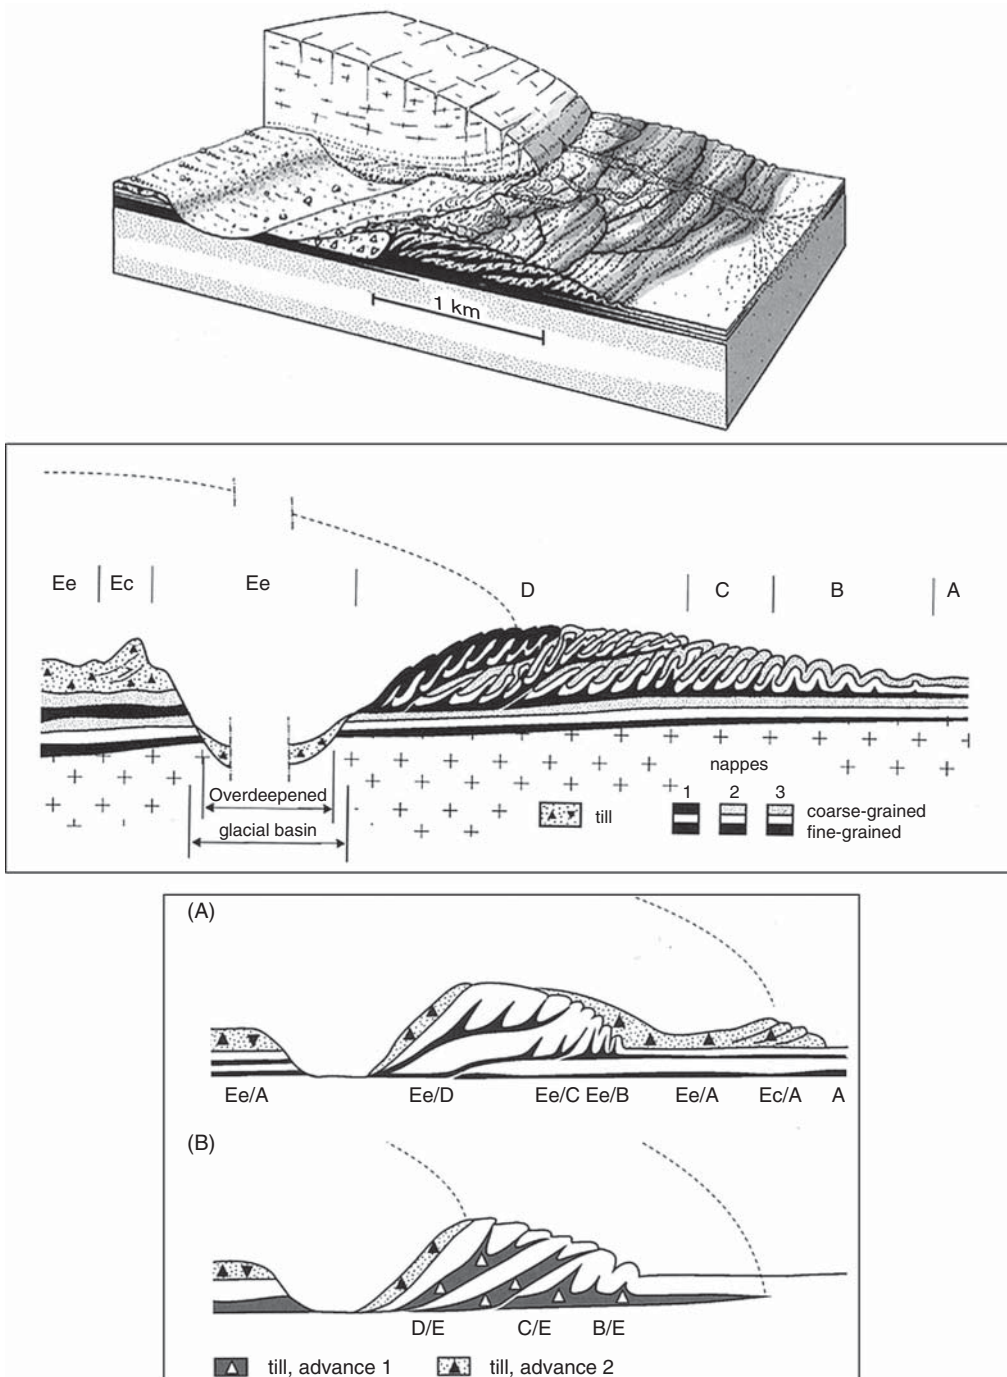 1 km
Ee Ec Ee D C B A
nappes
1 2 3
till coarse-grained
fine-grained
Overdeepened
glacial basin
(A)
Ee/A Ee/D Ee/C Ee/B Ee/A Ec/A A
(B)
D/E C/E B/E
till, advance 1 till, advance 2